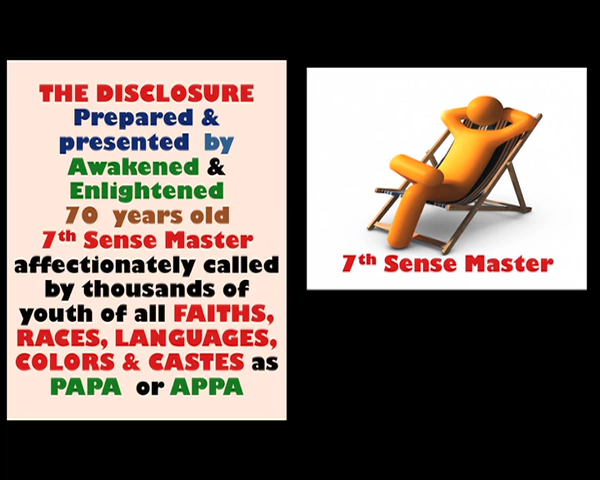 THE DISCLOSURE
Prepared &
presented by
Awakened &
Enlightened
70 years old
7th Sense Master
affectionately called
by thousands of
youth of all FAITHS,
RACES, LANGUAGES,
COLORS & CASTES as
PAPA or APPA
7th Sense Master